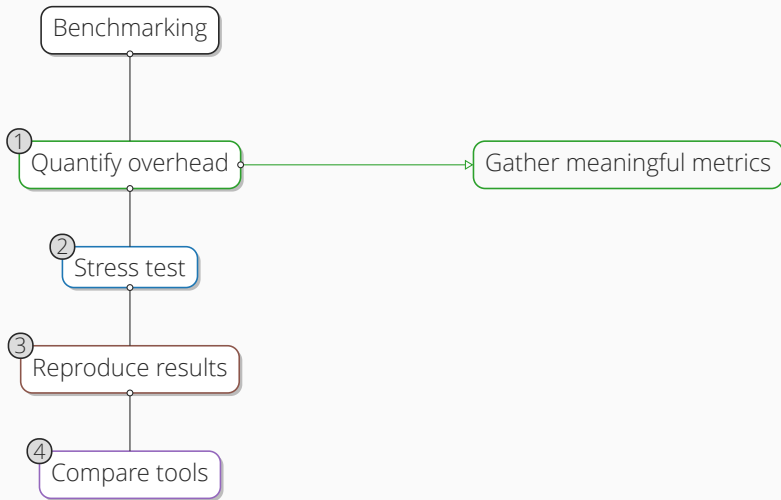 Benchmarking
1
Quantify overhead
Gather meaningful metrics
2
Stress test
3
Reproduce results
4
Compare tools